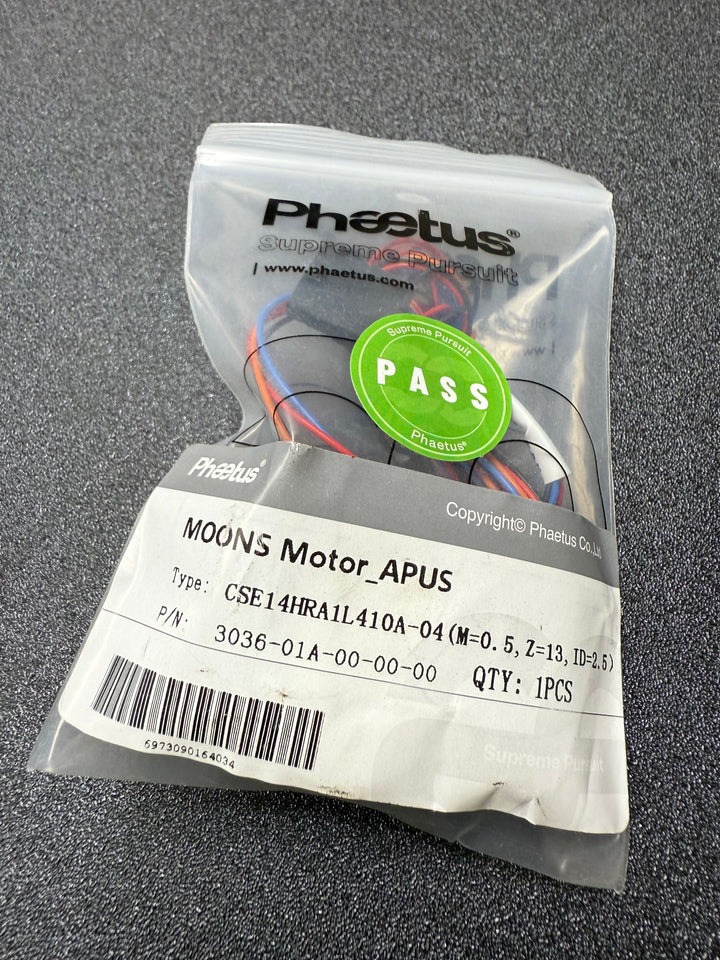 Phaetus®
Supreme Pursuit
| www.phaetus.com
Supreme Pursuit
PASS
Phaetus®
Phaetus®
Copyright© Phaetus Co.,Ltd
MOONS Motor_APUS
Type: CSE14HRA1L410A-04(M=0.5, Z=13, ID=2.5)
P/N: 3036-01A-00-00-00 QTY: 1PCS
6973090164034
Supreme Pursuit